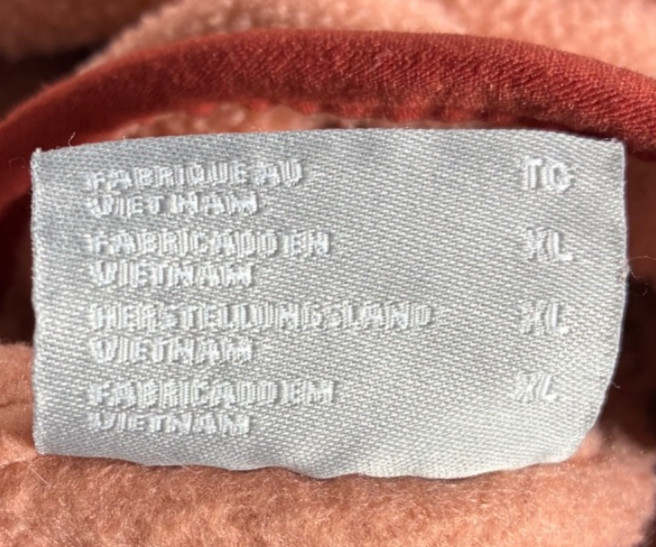 FABRIQUE AU TG
VIETNAM
FABRICADO EN XL
VIETNAM
HERSTELLUNGSLAND XL
VIETNAM
FABRICADO EM XL
VIETNAM